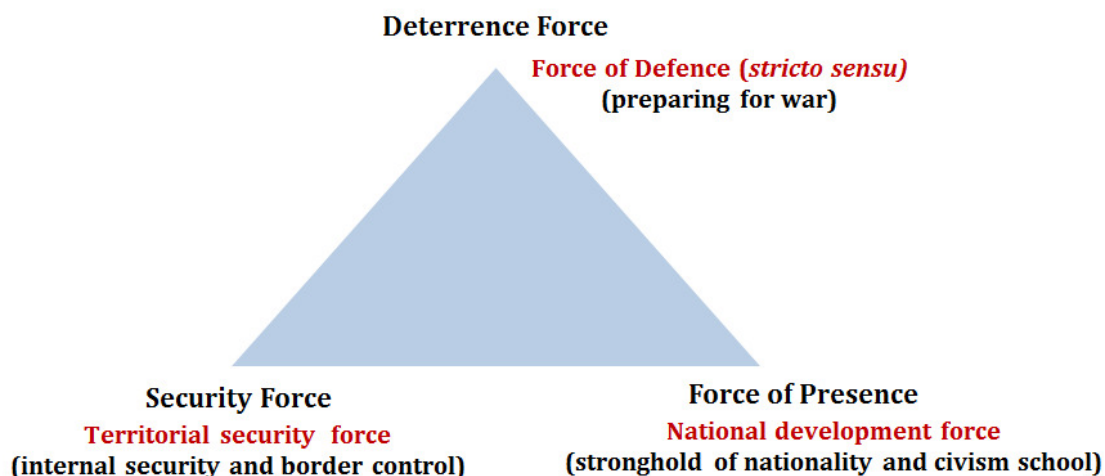 Deterrence Force
Force of Defence (stricto sensu)
(preparing for war)
Security Force
Territorial security force
(internal security and border control)
Force of Presence
National development force
(stronghold of nationality and civism school)